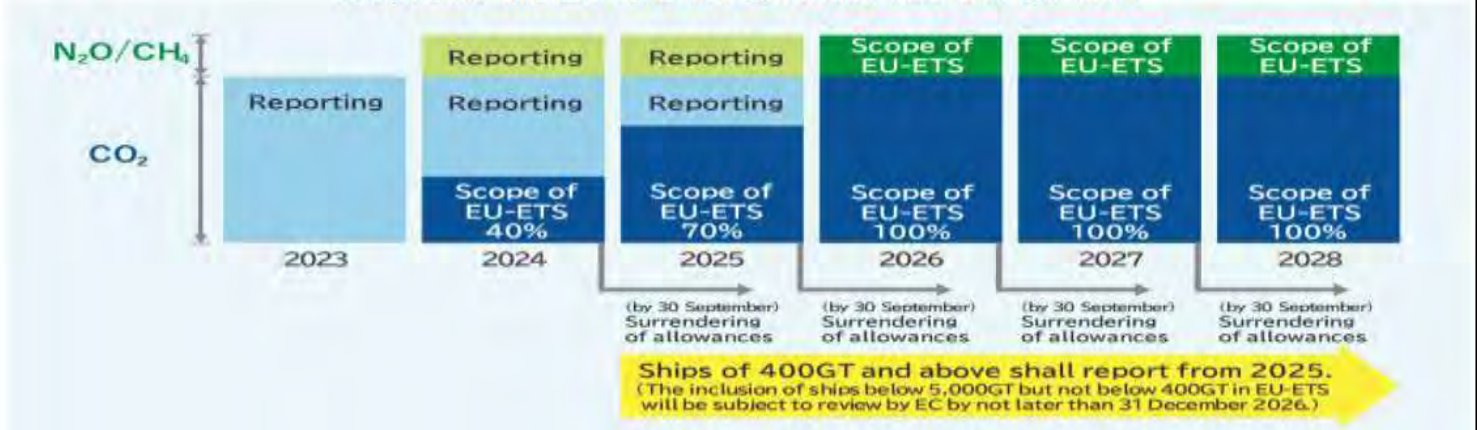 N₂O/CH₄
Reporting
Reporting
Scope of
EU-ETS
Scope of
EU-ETS
Scope of
EU-ETS
CO₂
Reporting
Reporting
Reporting
Scope of
EU-ETS
40%
Scope of
EU-ETS
70%
Scope of
EU-ETS
100%
Scope of
EU-ETS
100%
Scope of
EU-ETS
100%
2023
2024
2025
2026
2027
2028
(by 30 September)
Surrendering
of allowances
(by 30 September)
Surrendering
of allowances
(by 30 September)
Surrendering
of allowances
(by 30 September)
Surrendering
of allowances
Ships of 400GT and above shall report from 2025.
(The inclusion of ships below 5,000GT but not below 400GT in EU-ETS
will be subject to review by EC by not later than 31 December 2026.)